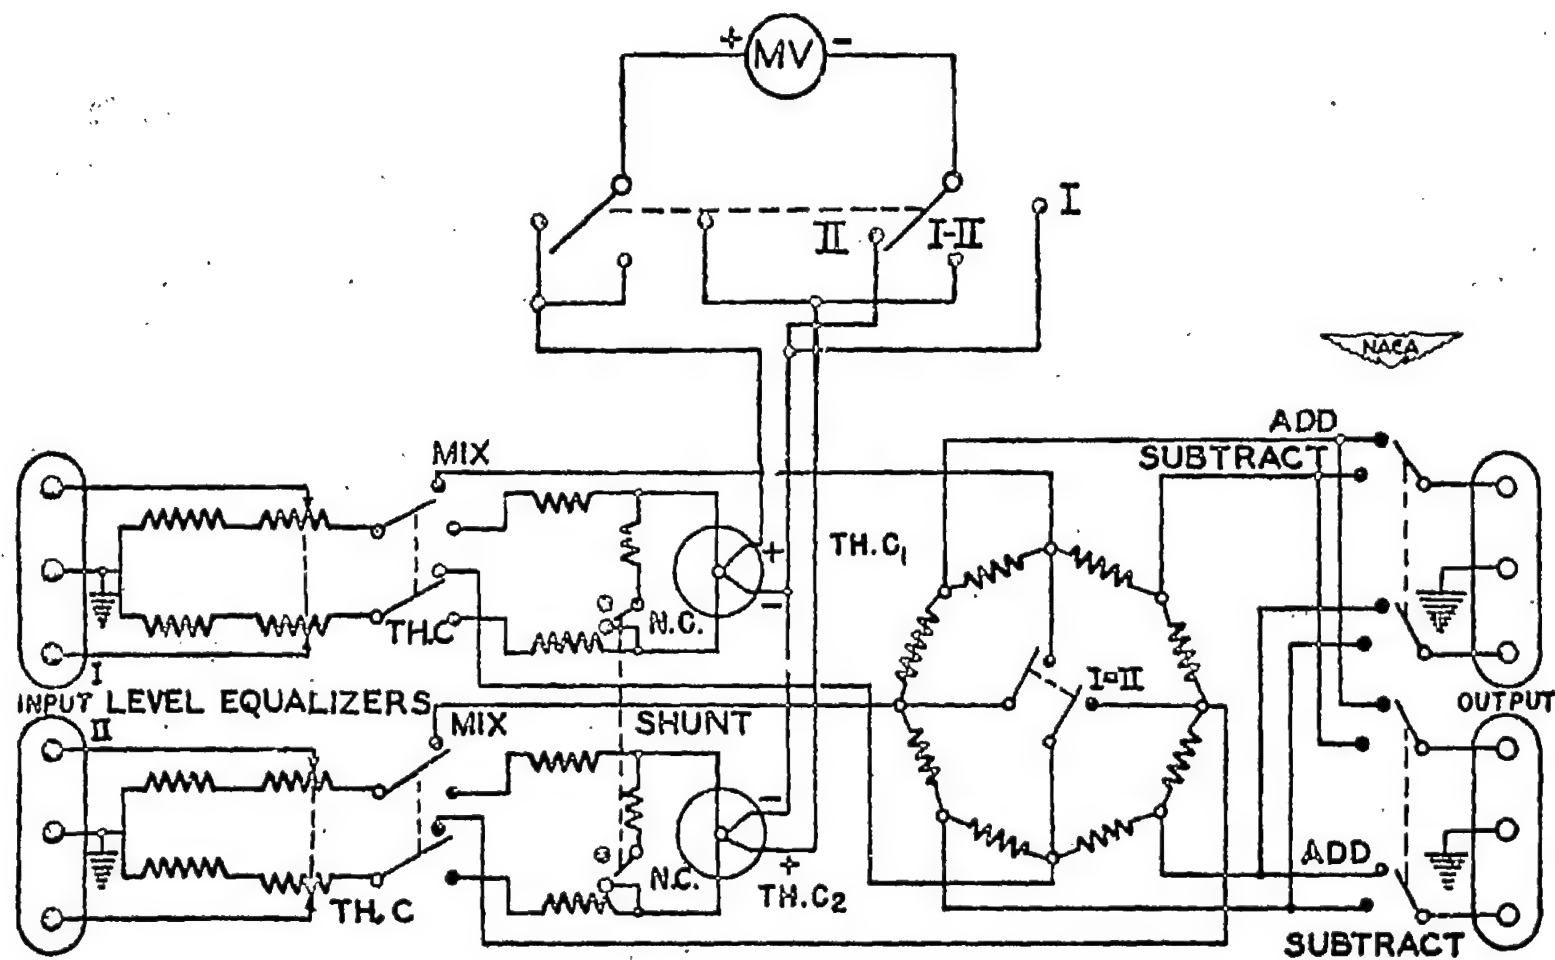 + MV -
I
II I-II
NACA
ADD
SUBTRACT
MIX
TH.C1
+
-
N.C.
TH.C
I
INPUT LEVEL EQUALIZERS
II
MIX
SHUNT
I=II
OUTPUT
-
+
N.C.
TH.C2
TH.C
ADD
SUBTRACT